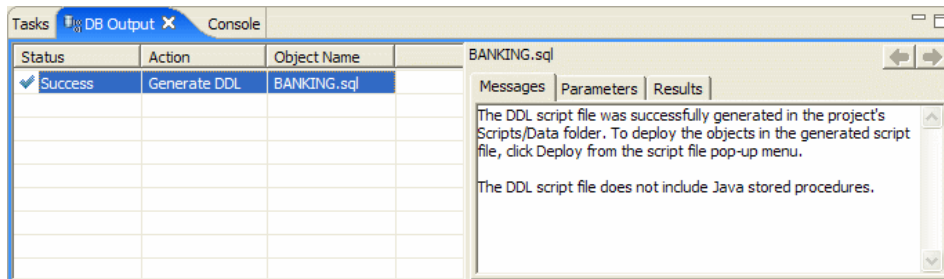 Tasks DB Output Console
Status Action Object Name
Success Generate DDL BANKING.sql
BANKING.sql
Messages Parameters Results
The DDL script file was successfully generated in the project's
Scripts/Data folder. To deploy the objects in the generated script
file, click Deploy from the script file pop-up menu.
The DDL script file does not include Java stored procedures.